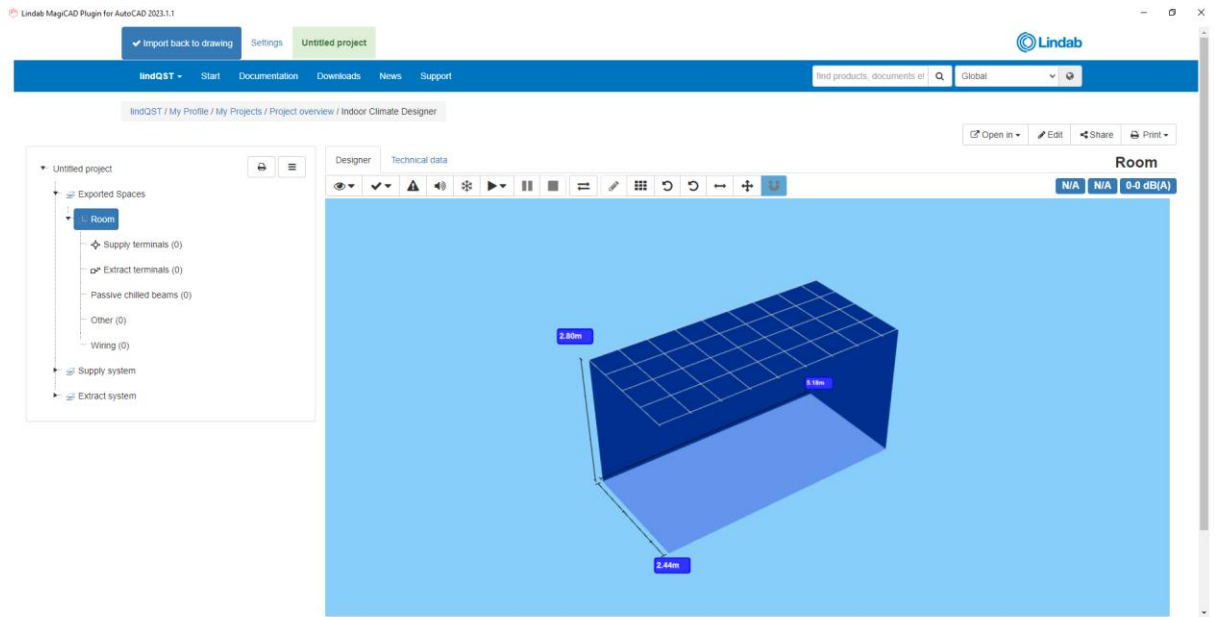 Lindab MagiCAD Plugin for AutoCAD 2023.1.1
Import back to drawing Settings Untitled project Lindab
lindQST Start Documentation Downloads News Support find products, documents el Global
lindQST / My Profile / My Projects / Project overview / Indoor Climate Designer
Open in Edit Share Print
Untitled project
Exported Spaces
Room
Supply terminals (0)
Extract terminals (0)
Passive chilled beams (0)
Other (0)
Wiring (0)
Supply system
Extract system
Designer Technical data Room
N/A N/A 0-0 dB(A)
2.80m
5.18m
2.44m